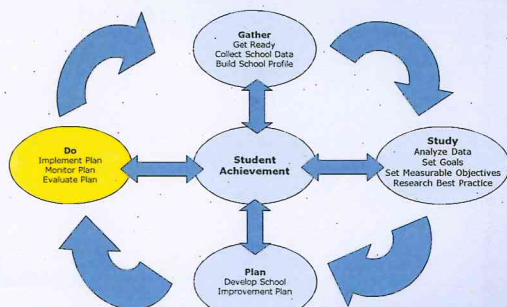 Gather
Get Ready
Collect School Data
Build School Profile
Do
Implement Plan
Monitor Plan
Evaluate Plan
Student
Achievement
Study
Analyze Data
Set Goals
Set Measurable Objectives
Research Best Practice
Plan
Develop School
Improvement Plan